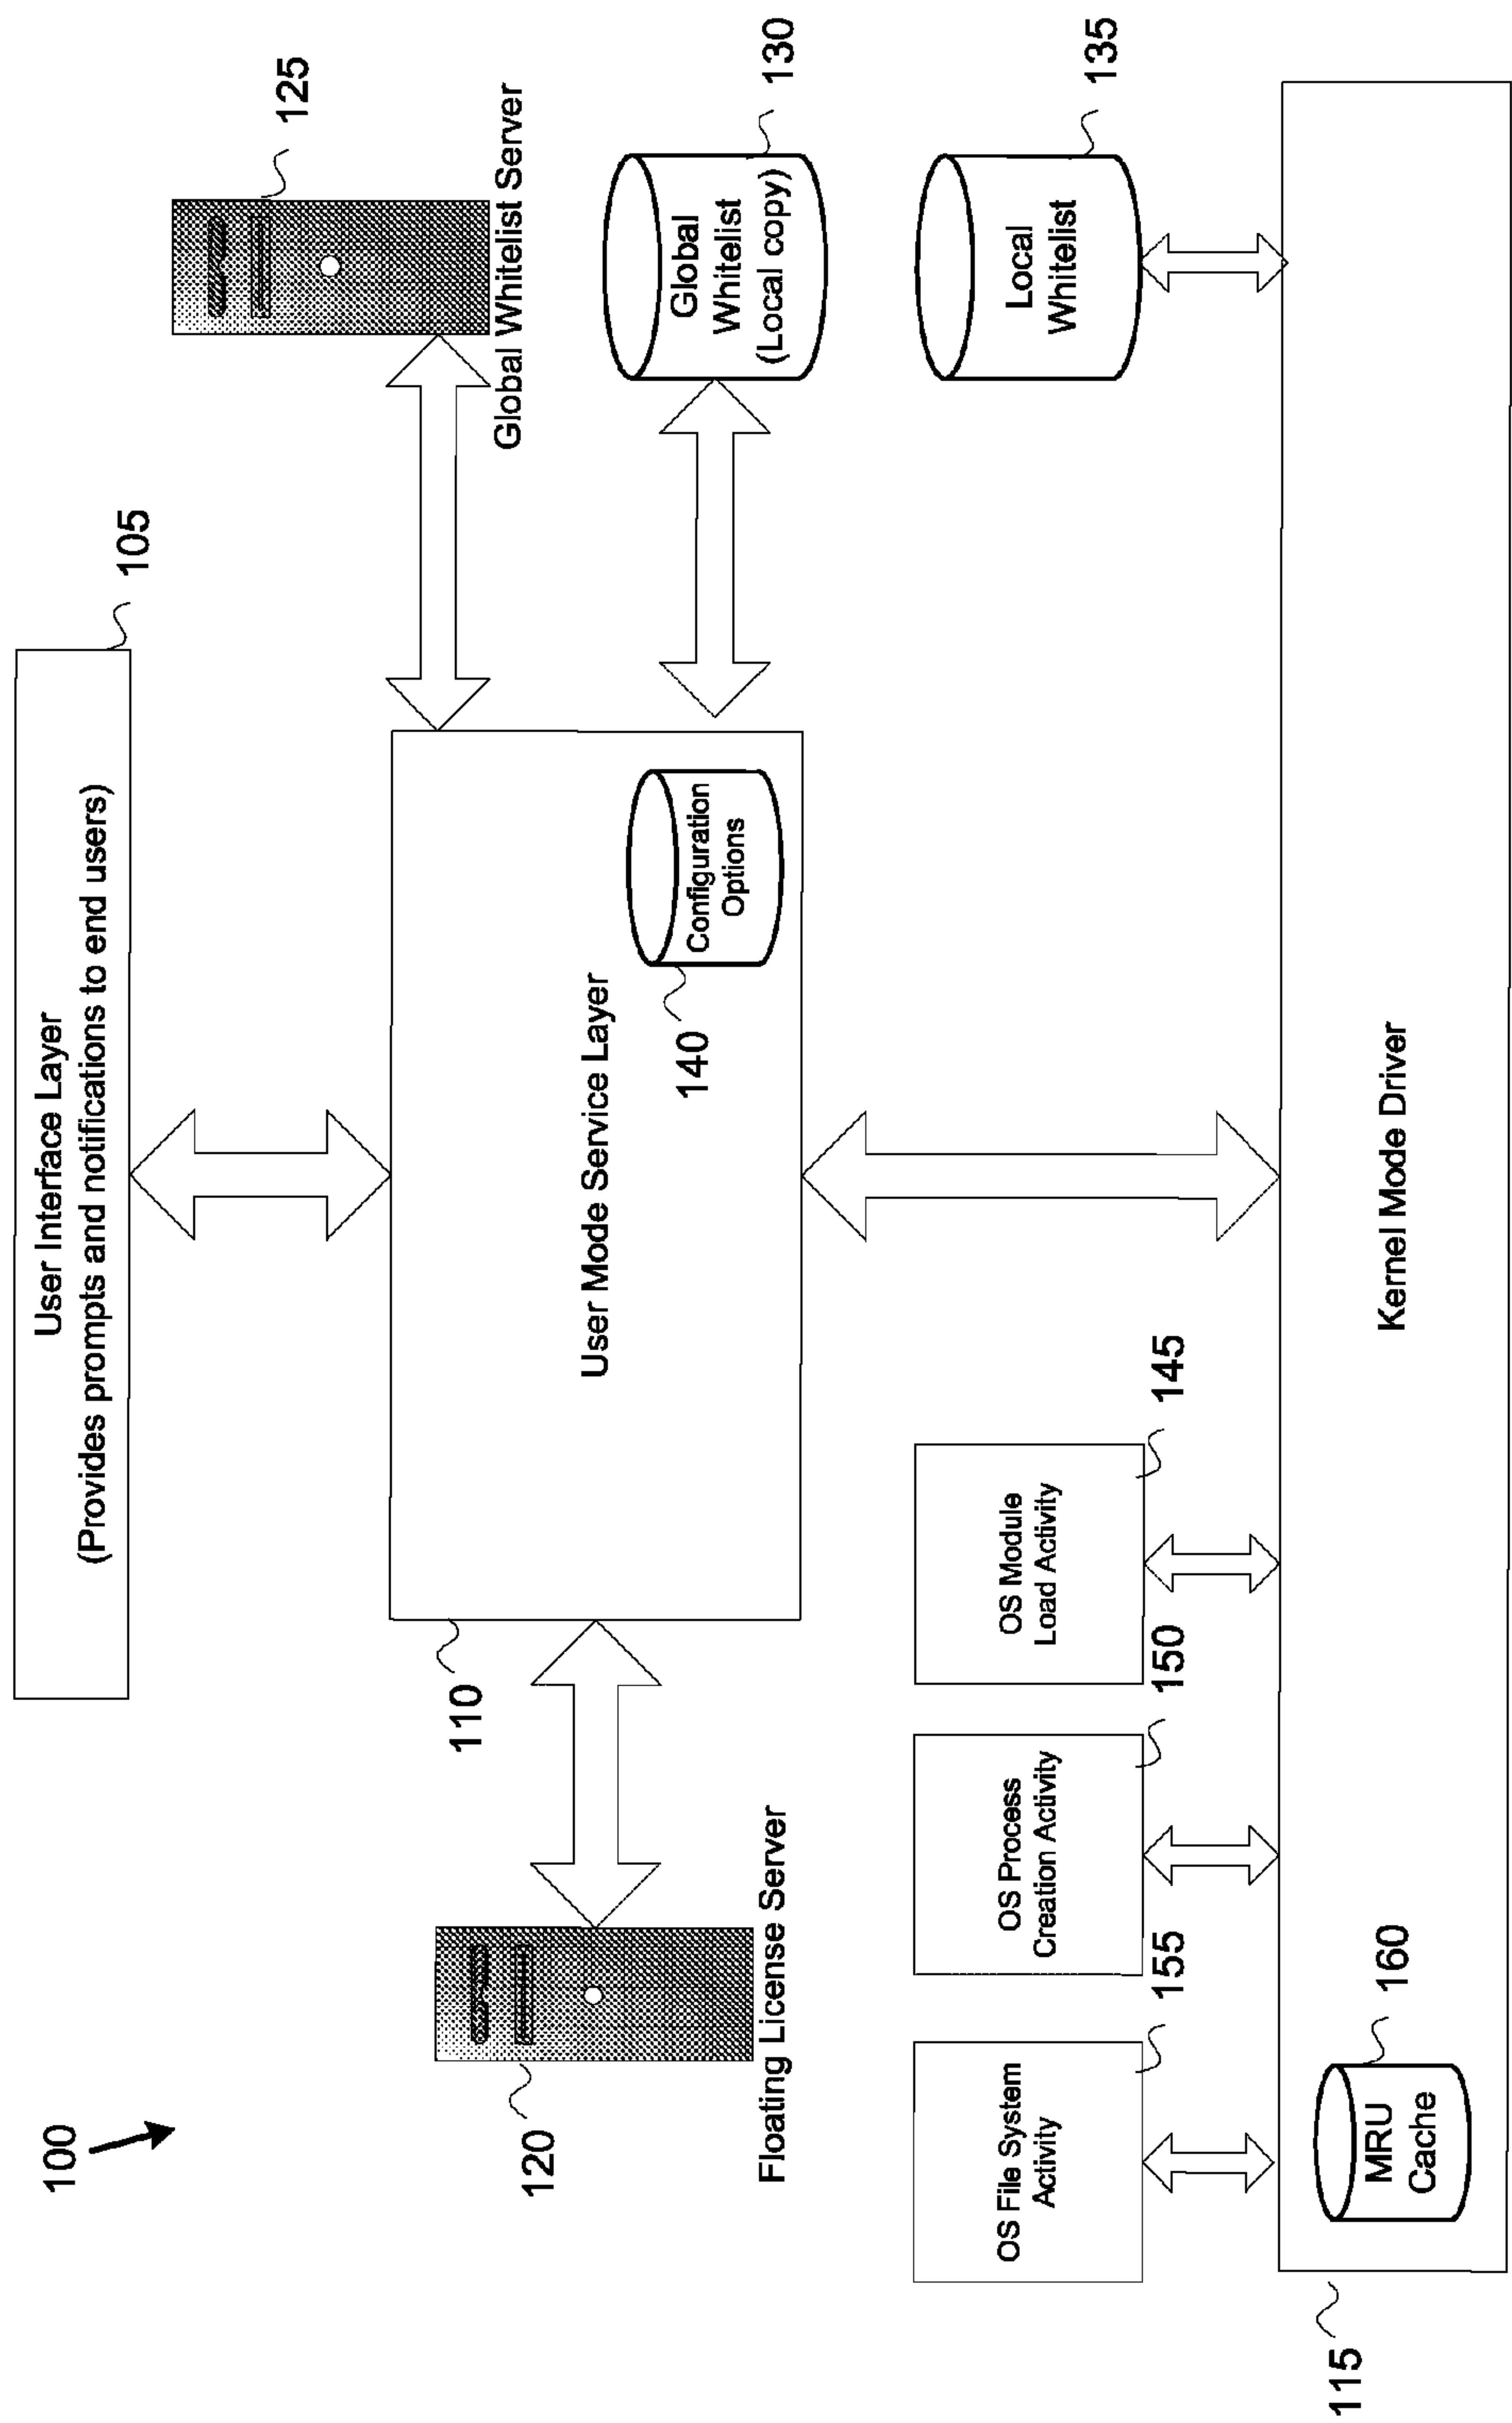 100
User Interface Layer
(Provides prompts and notifications to end users)
105
125
Global Whitelist Server
120
Floating License Server
110
User Mode Service Layer
140
Configuration
Options
Global
Whitelist
(Local copy)
130
OS File System
Activity
155
OS Process
Creation Activity
150
OS Module
Load Activity
145
Local
Whitelist
135
115
MRU
Cache
160
Kernel Mode Driver